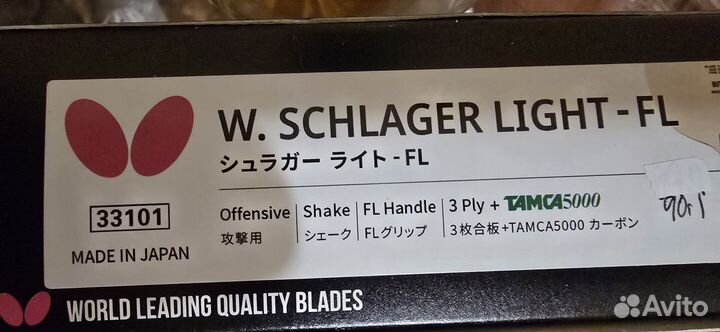 W. SCHLAGER LIGHT-FL
シュラガー ライト-FL
33101
MADE IN JAPAN
Offensive
攻撃用
Shake
シェーク
FL Handle
FLグリップ
3 Ply + TAMCA5000
3枚合板+TAMCA5000 カーボン
WORLD LEADING QUALITY BLADES
Avito